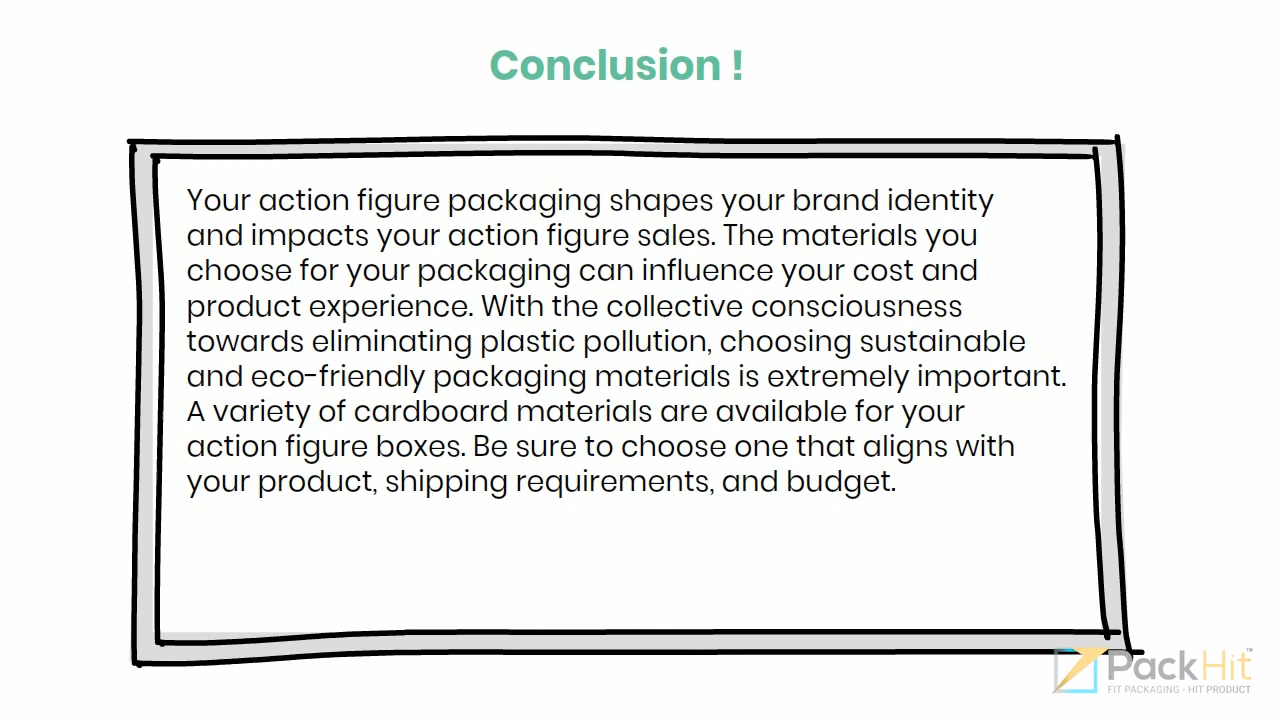 Conclusion !
Your action figure packaging shapes your brand identity
and impacts your action figure sales. The materials you
choose for your packaging can influence your cost and
product experience. With the collective consciousness
towards eliminating plastic pollution, choosing sustainable
and eco-friendly packaging materials is extremely important.
A variety of cardboard materials are available for your
action figure boxes. Be sure to choose one that aligns with
your product, shipping requirements, and budget.
PackHit™
FIT PACKAGING - HIT PRODUCT